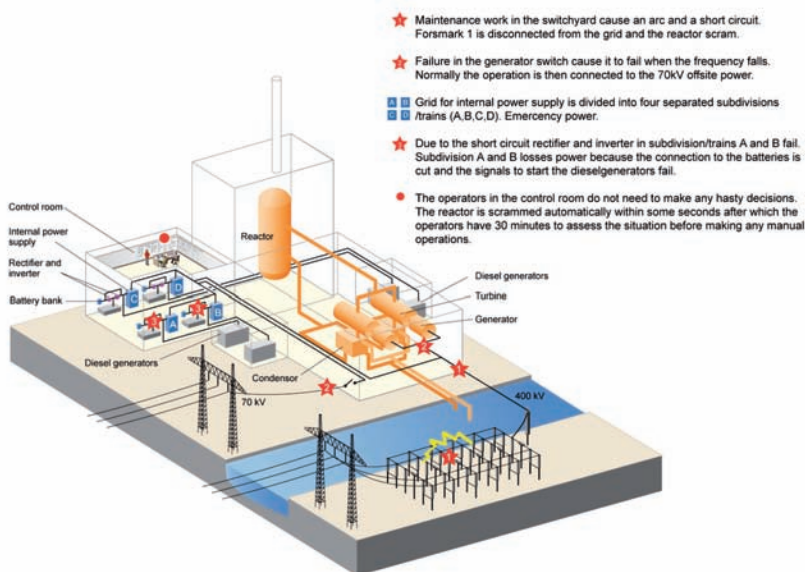 1 Maintenance work in the switchyard cause an arc and a short circuit.
Forsmark 1 is disconnected from the grid and the reactor scram.
2 Failure in the generator switch cause it to fail when the frequency falls.
Normally the operation is then connected to the 70kV offsite power.
A B Grid for internal power supply is divided into four separated subdivisions
C D /trains (A,B,C,D). Emercency power.
3 Due to the short circuit rectifier and inverter in subdivision/trains A and B fail.
Subdivision A and B losses power because the connection to the batteries is
cut and the signals to start the dieselgenerators fail.
The operators in the control room do not need to make any hasty decisions.
The reactor is scrammed automatically within some seconds after which the
operators have 30 minutes to assess the situation before making any manual
operations.
Control room
Internal power
supply
Rectifier and
inverter
Battery bank
C
D
3
A
3
B
Reactor
Diesel generators
Turbine
Generator
2
1
Diesel generators
Condensor
2
70 kV
400 kV
1